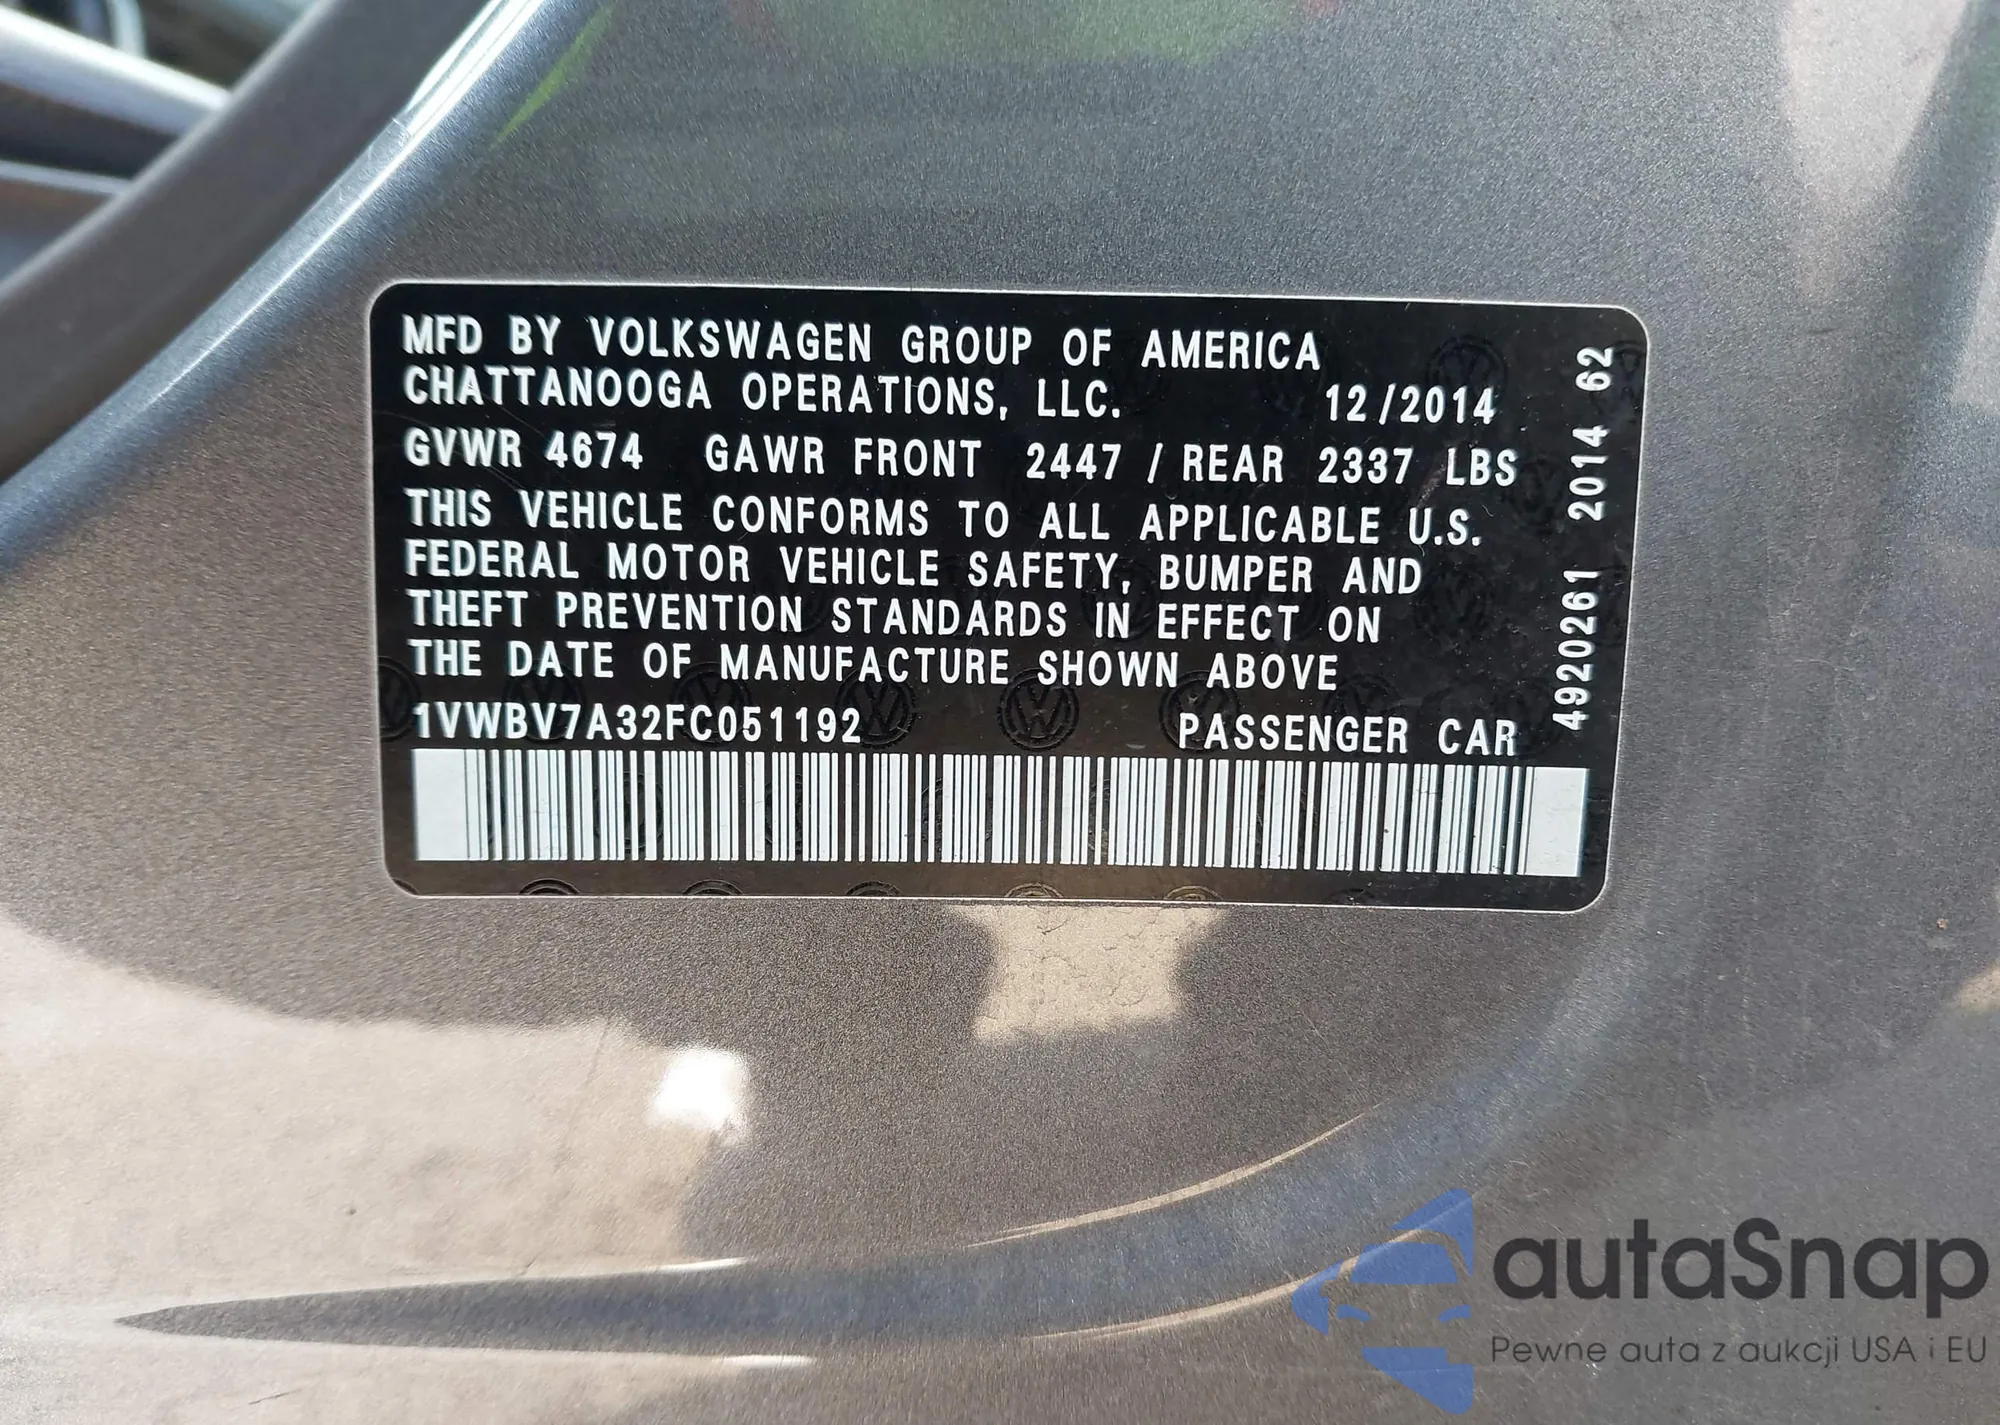 MFD BY VOLKSWAGEN GROUP OF AMERICA
CHATTANOOGA OPERATIONS, LLC. 12/2014
GVWR 4674 GAWR FRONT 2447 / REAR 2337 LBS
THIS VEHICLE CONFORMS TO ALL APPLICABLE U.S.
FEDERAL MOTOR VEHICLE SAFETY, BUMPER AND
THEFT PREVENTION STANDARDS IN EFFECT ON
THE DATE OF MANUFACTURE SHOWN ABOVE
1VWBV7A32FC051192 PASSENGER CAR
4920261 2014 62
autaSnap
Pewne auta z aukcji USA i EU